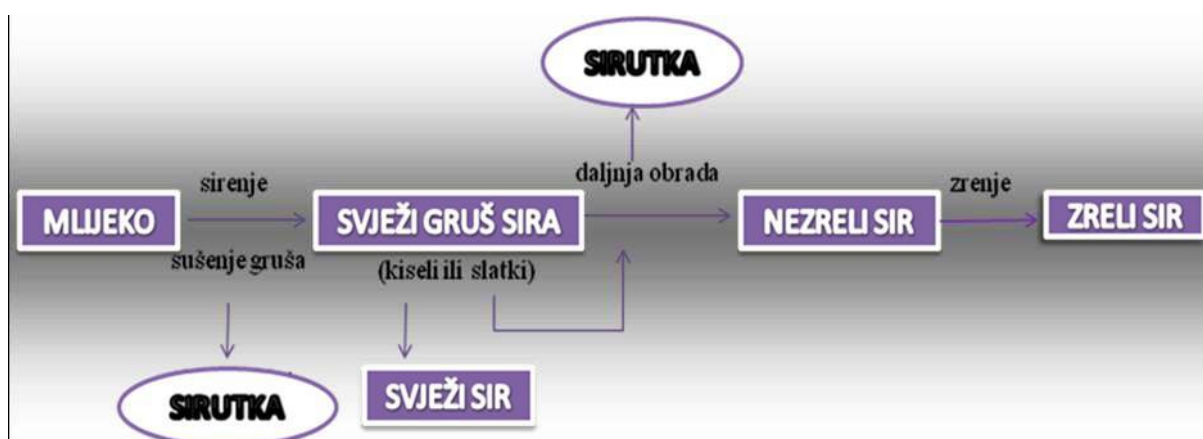 SIRUTKA
sirenje
daljnja obrada
zrenje
MLIJEKO
SVJEŽI GRUŠ SIRA
NEZRELI SIR
ZRELI SIR
sušenje gruša
(kiseli ili slatki)
SIRUTKA
SVJEŽI SIR